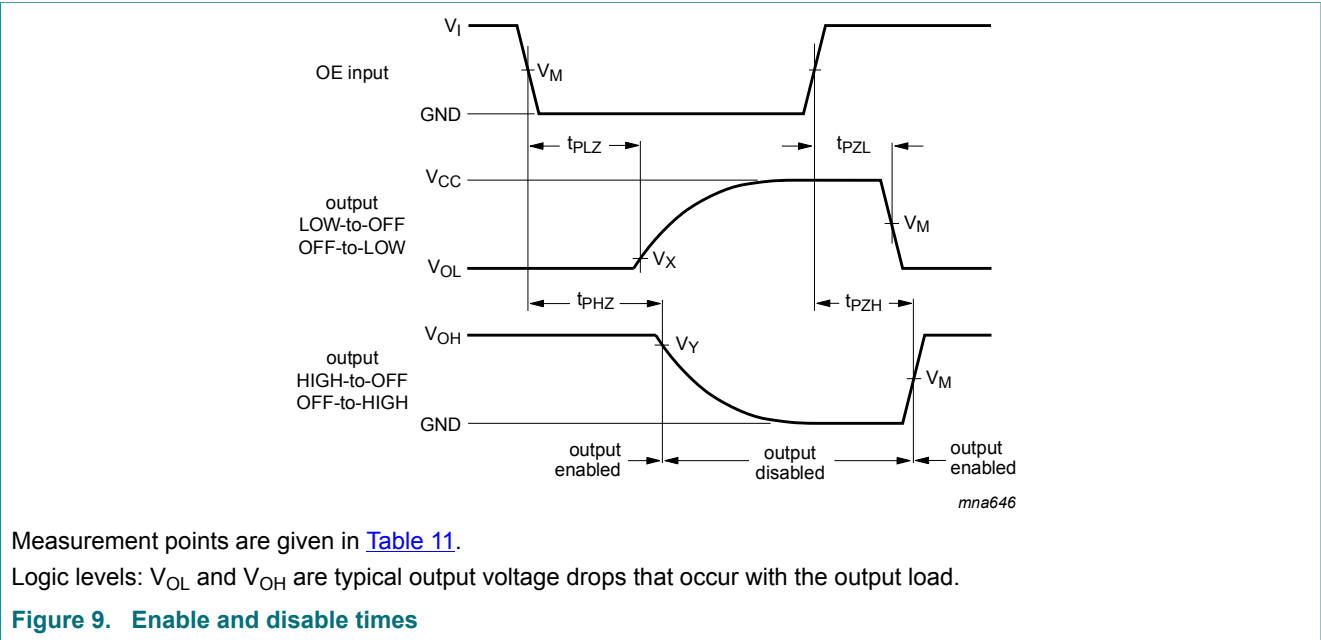 VI
OE input
VM
GND
tPLZ
tPZL
VCC
output
LOW-to-OFF
OFF-to-LOW
VM
VX
VOL
tPHZ
tPZH
VOH
output
HIGH-to-OFF
OFF-to-HIGH
VY
VM
GND
output
enabled
output
disabled
output
enabled
mna646
Measurement points are given in Table 11.
Logic levels: VOL and VOH are typical output voltage drops that occur with the output load.
Figure 9. Enable and disable times